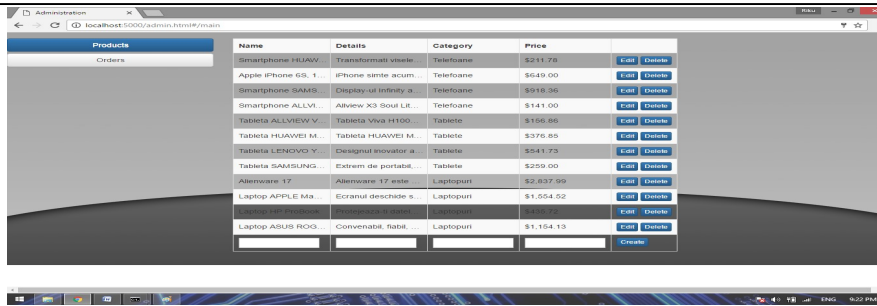 Administration
Riku
localhost:5000/admin.html#/main
Products
Orders
Name Details Category Price
Smartphone HUAW... Transformati visele... Telefoane $211.78 Edit Delete
Apple iPhone 6S, 1... iPhone simte acum... Telefoane $649.00 Edit Delete
Smartphone SAMS... Display-ul Infinity a... Telefoane $918.36 Edit Delete
Smartphone ALLVI... Allview X3 Soul Lit... Telefoane $141.00 Edit Delete
Tableta ALLVIEW V... Tableta Viva H100... Tablete $156.86 Edit Delete
Tableta HUAWEI M... Tableta HUAWEI M... Tablete $376.85 Edit Delete
Tableta LENOVO Y... Designul inovator a... Tablete $541.73 Edit Delete
Tableta SAMSUNG... Extrem de portabil,... Tablete $259.00 Edit Delete
Alienware 17 Alienware 17 este ... Laptopuri $2,837.99 Edit Delete
Laptop APPLE Ma... Ecranul deschide s... Laptopuri $1,554.52 Edit Delete
Laptop HP ProBook... Laptopuri Edit Delete
Laptop ASUS ROG... Convenabil, fiabil, ... Laptopuri $1,154.13 Edit Delete
Create
ENG 9:22 PM